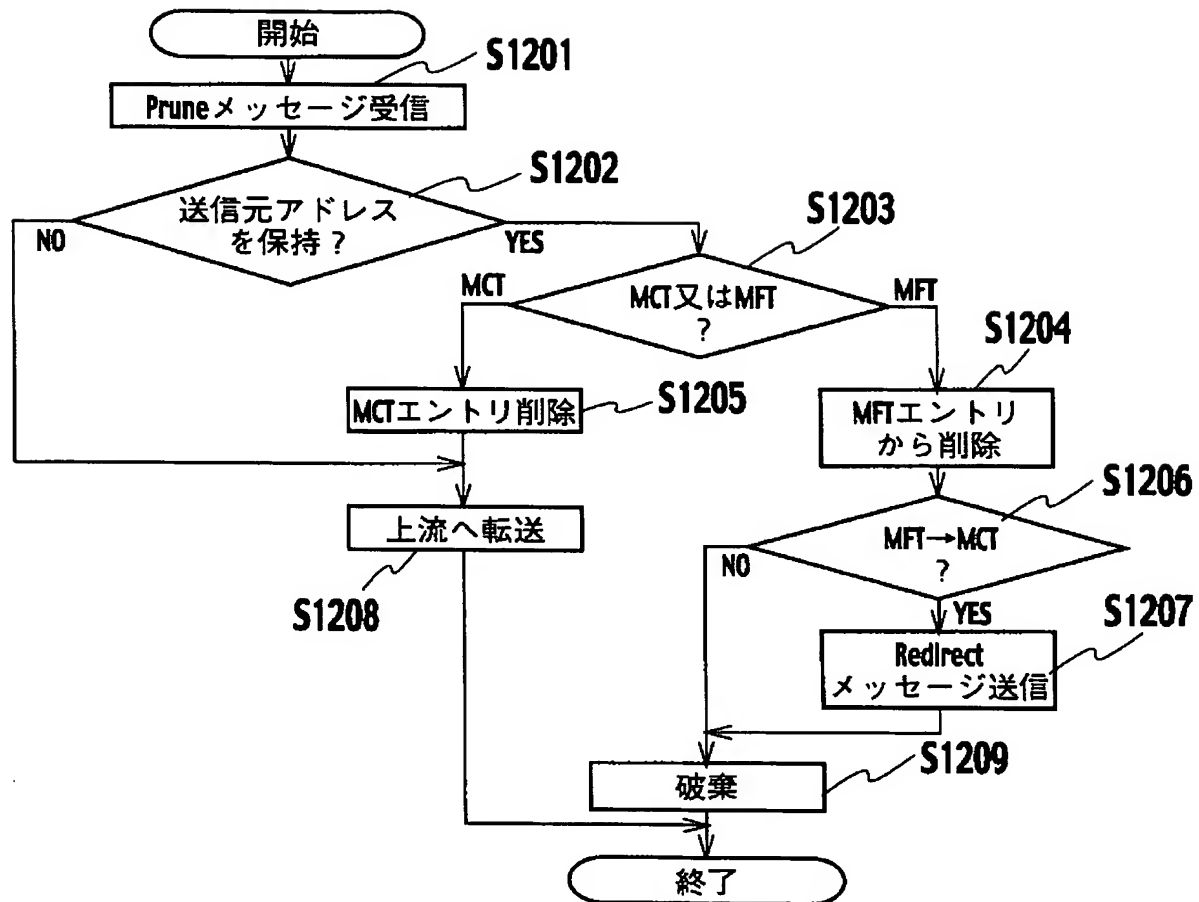 開始
S1201
Pruneメッセージ受信
S1202
送信元アドレス
を保持？
NO
YES
S1203
MCT
MCT又はMFT
？
MFT
S1204
MCTエントリ削除
S1205
MFTエントリ
から削除
S1206
上流へ転送
MFT→MCT
？
NO
S1208
YES
S1207
Redirect
メッセージ送信
S1209
破棄
終了